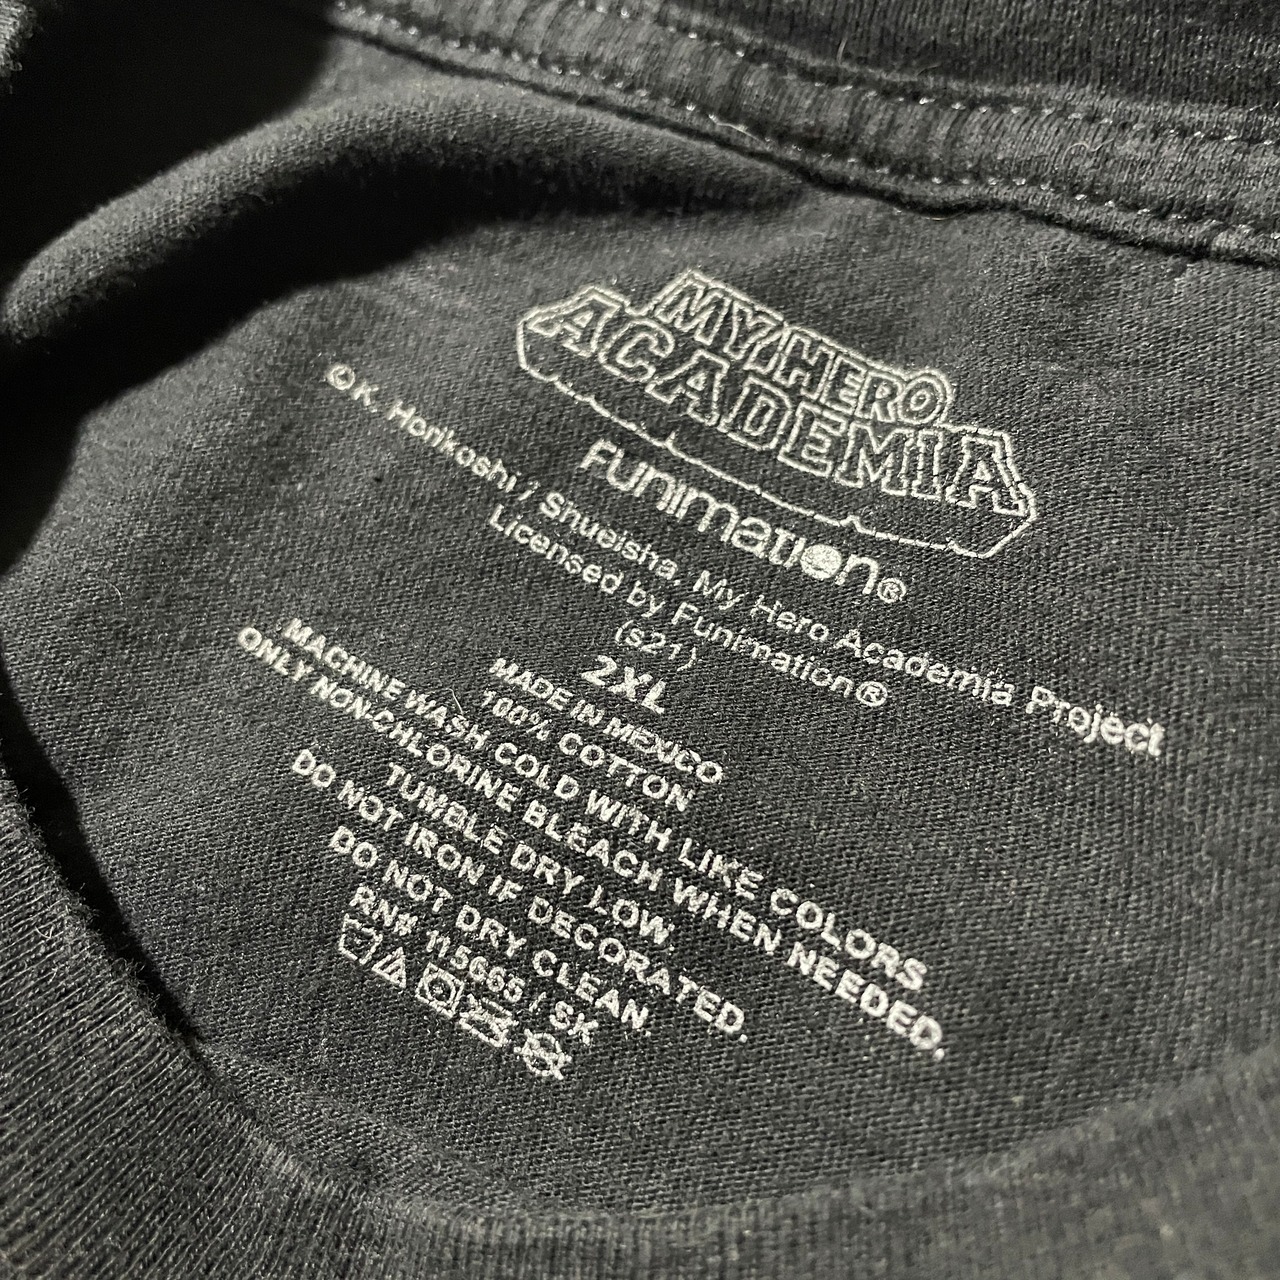 MY HERO
ACADEMIA
FUNIMATION®
© K. Horikoshi / Shueisha, My Hero Academia Project
Licensed by Funimation®
(s21)
2XL
MADE IN MEXICO
100% COTTON
MACHINE WASH COLD WITH LIKE COLORS
ONLY NON-CHLORINE BLEACH WHEN NEEDED.
TUMBLE DRY LOW.
DO NOT IRON IF DECORATED.
DO NOT DRY CLEAN.
RN# 115665 / SK